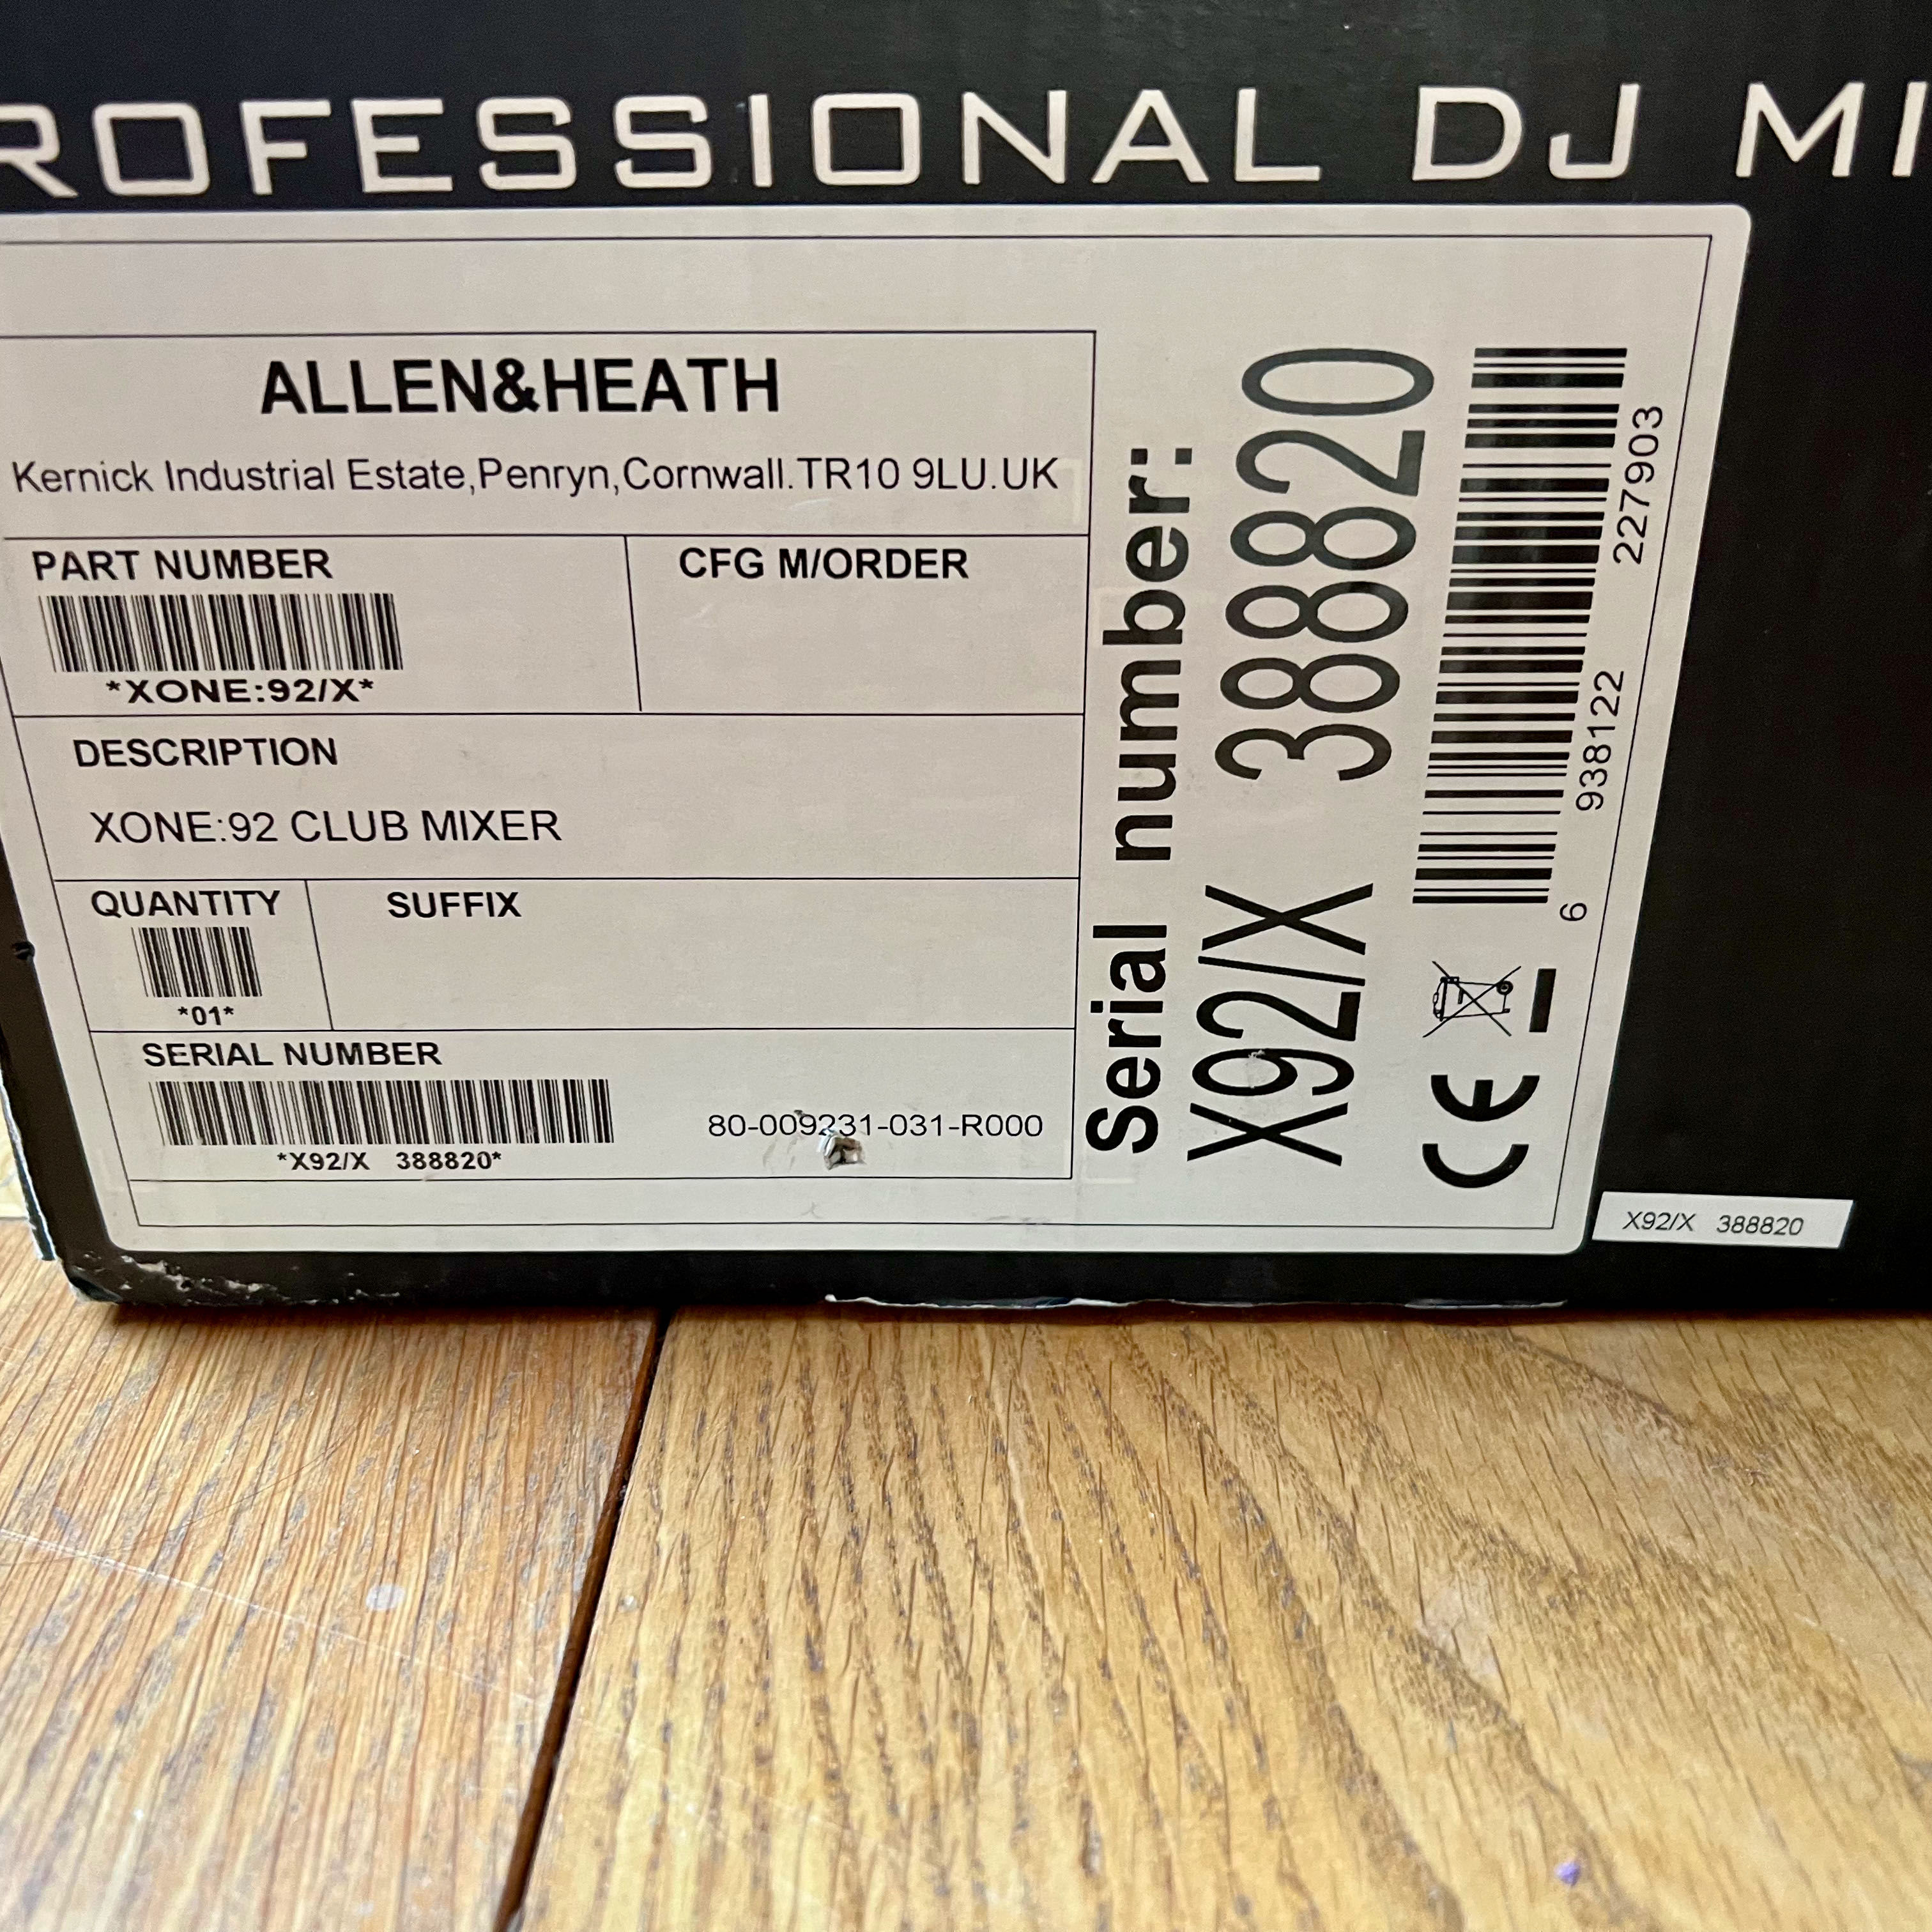 ROFESSIONAL DJ MI
ALLEN&HEATH
Kernick Industrial Estate,Penryn,Cornwall.TR10 9LU.UK
PART NUMBER
*XONE:92/X*
CFG M/ORDER
DESCRIPTION
XONE:92 CLUB MIXER
QUANTITY
*01*
SUFFIX
SERIAL NUMBER
*X92/X 388820*
80-009231-031-R000
Serial number:
X92/X 388820
6 938122 227903
CE
X92/X 388820